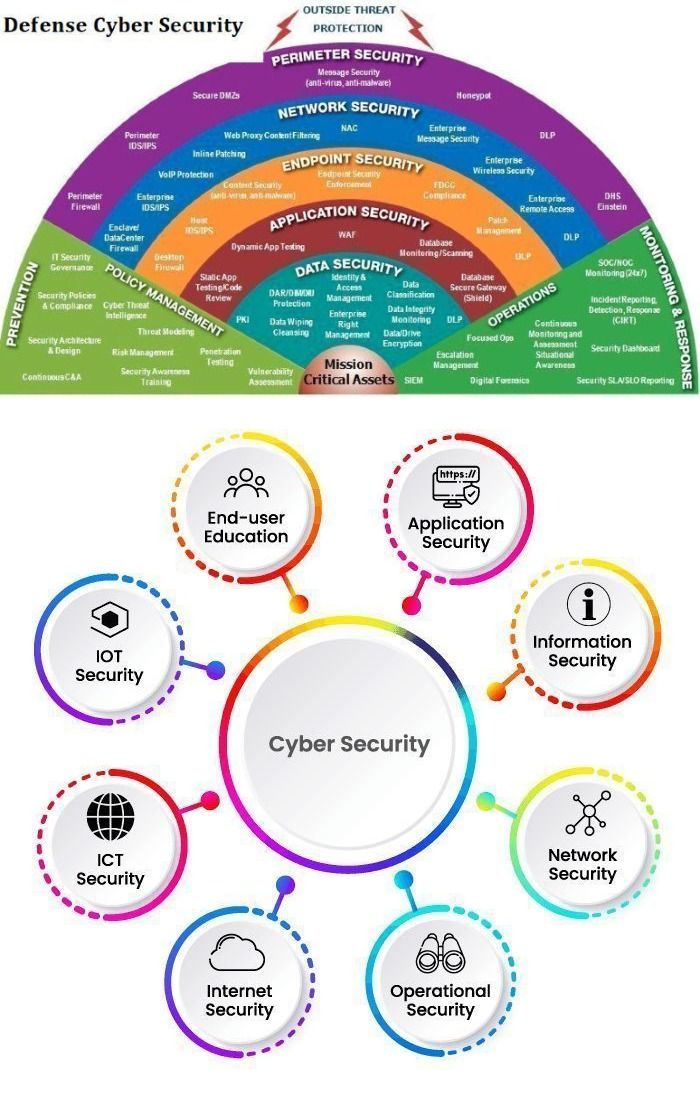 Defense Cyber Security
OUTSIDE THREAT
PROTECTION
PERIMETER SECURITY
Message Security
(anti-virus, anti-malware)
Secure DMZs
Honeypot
Perimeter
IDS/IPS
DLP
Perimeter
Firewall
DHS
Einstein
NETWORK SECURITY
NAC
Web Proxy Content Filtering
Enterprise
Message Security
Inline Patching
Enterprise
Wireless Security
VoIP Protection
Enterprise
IDS/IPS
Enterprise
Remote Access
Enclave/
DataCenter
Firewall
DLP
ENDPOINT SECURITY
Endpoint Security
Enforcement
Content Security
(anti-virus, anti-malware)
FDCC
Compliance
Host
IDS/IPS
Patch
Management
Desktop
Firewall
DLP
APPLICATION SECURITY
WAF
Dynamic App Testing
Database
Monitoring/Scanning
Static App
Testing/Code
Review
Database
Secure Gateway
(Shield)
DATA SECURITY
Identity &
Access
Management
DAR/DIM/DIU
Protection
Data
Classification
PKI
Data Wiping
Cleansing
Enterprise
Right
Management
Data Integrity
Monitoring
DLP
Data/Drive
Encryption
Mission
Critical Assets
PREVENTION
POLICY MANAGEMENT
IT Security
Governance
Security Policies
& Compliance
Cyber Threat
Intelligence
Threat Modeling
Security Architecture
& Design
Risk Management
Penetration
Testing
Continuous C&A
Security Awareness
Training
Vulnerability
Assessment
MONITORING & RESPONSE
OPERATIONS
SOC/NOC
Monitoring (24x7)
Incident Reporting,
Detection, Response
(CIRT)
Focused Ops
Continuous
Monitoring and
Assessment
Situational
Awareness
Security Dashboard
Escalation
Management
SIEM
Digital Forensics
Security SLA/SLO Reporting
End-user
Education
https://
Application
Security
IOT
Security
i
Information
Security
Cyber Security
ICT
Security
Network
Security
Internet
Security
Operational
Security